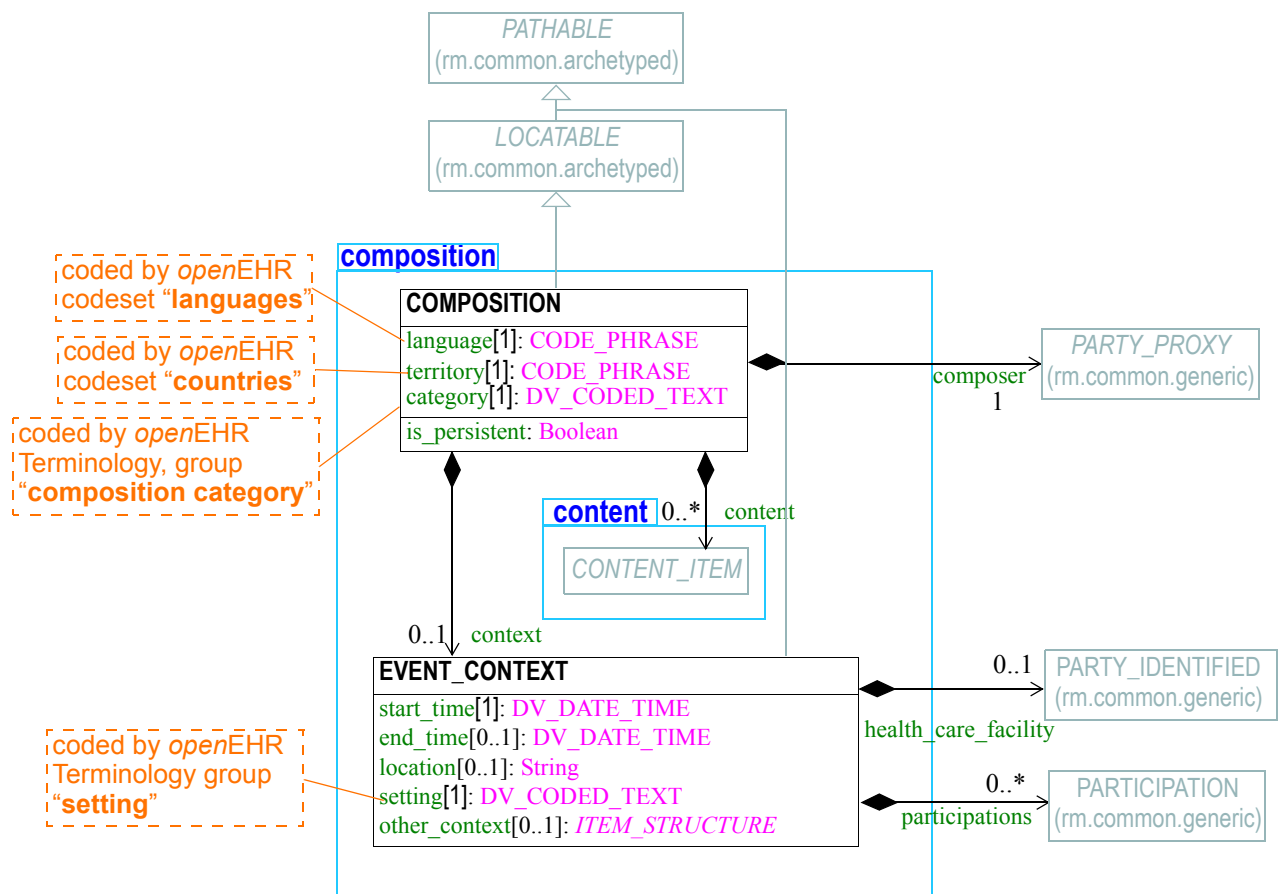 PATHABLE
(rm.common.archetyped)
LOCATABLE
(rm.common.archetyped)
composition
coded by openEHR
codeset “languages”
coded by openEHR
codeset “countries”
coded by openEHR
Terminology, group
“composition category”
COMPOSITION
language[1]: CODE_PHRASE
territory[1]: CODE_PHRASE
category[1]: DV_CODED_TEXT
is_persistent: Boolean
composer
1
PARTY_PROXY
(rm.common.generic)
content
0..* content
CONTENT_ITEM
0..1 context
EVENT_CONTEXT
start_time[1]: DV_DATE_TIME
end_time[0..1]: DV_DATE_TIME
location[0..1]: String
setting[1]: DV_CODED_TEXT
other_context[0..1]: ITEM_STRUCTURE
coded by openEHR
Terminology group
“setting”
0..1
health_care_facility
PARTY_IDENTIFIED
(rm.common.generic)
0..*
participations
PARTICIPATION
(rm.common.generic)